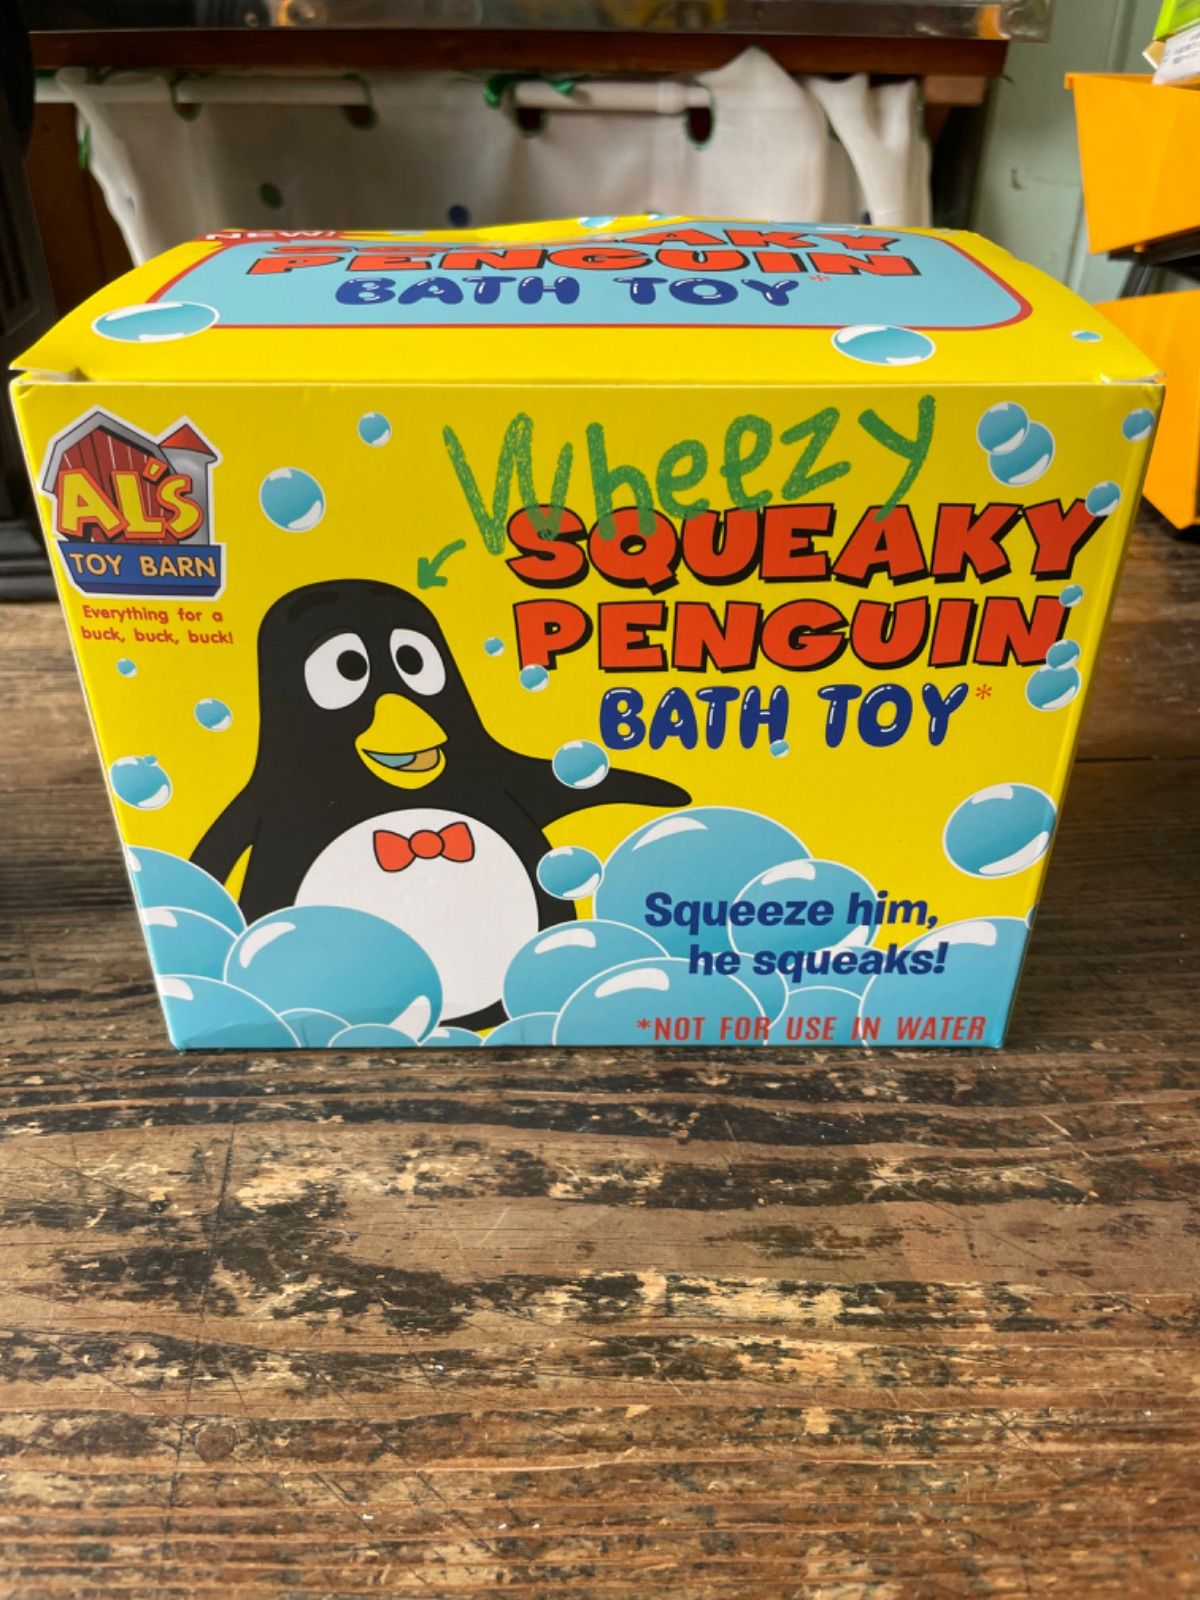 NEW!
SQUEAKY
PENGUIN
BATH TOY*
AL'S
TOY BARN
Everything for a
buck, buck, buck!
Wheezy
SQUEAKY
PENGUIN
BATH TOY*
Squeeze him,
he squeaks!
*NOT FOR USE IN WATER